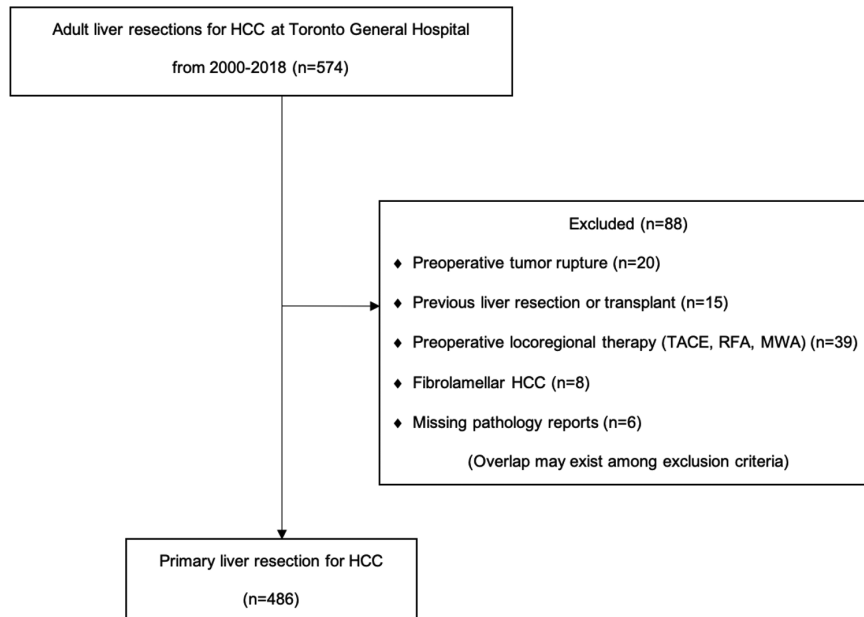 Adult liver resections for HCC at Toronto General Hospital
from 2000-2018 (n=574)
Excluded (n=88)
♦ Preoperative tumor rupture (n=20)
♦ Previous liver resection or transplant (n=15)
♦ Preoperative locoregional therapy (TACE, RFA, MWA) (n=39)
♦ Fibrolamellar HCC (n=8)
♦ Missing pathology reports (n=6)
(Overlap may exist among exclusion criteria)
Primary liver resection for HCC
(n=486)